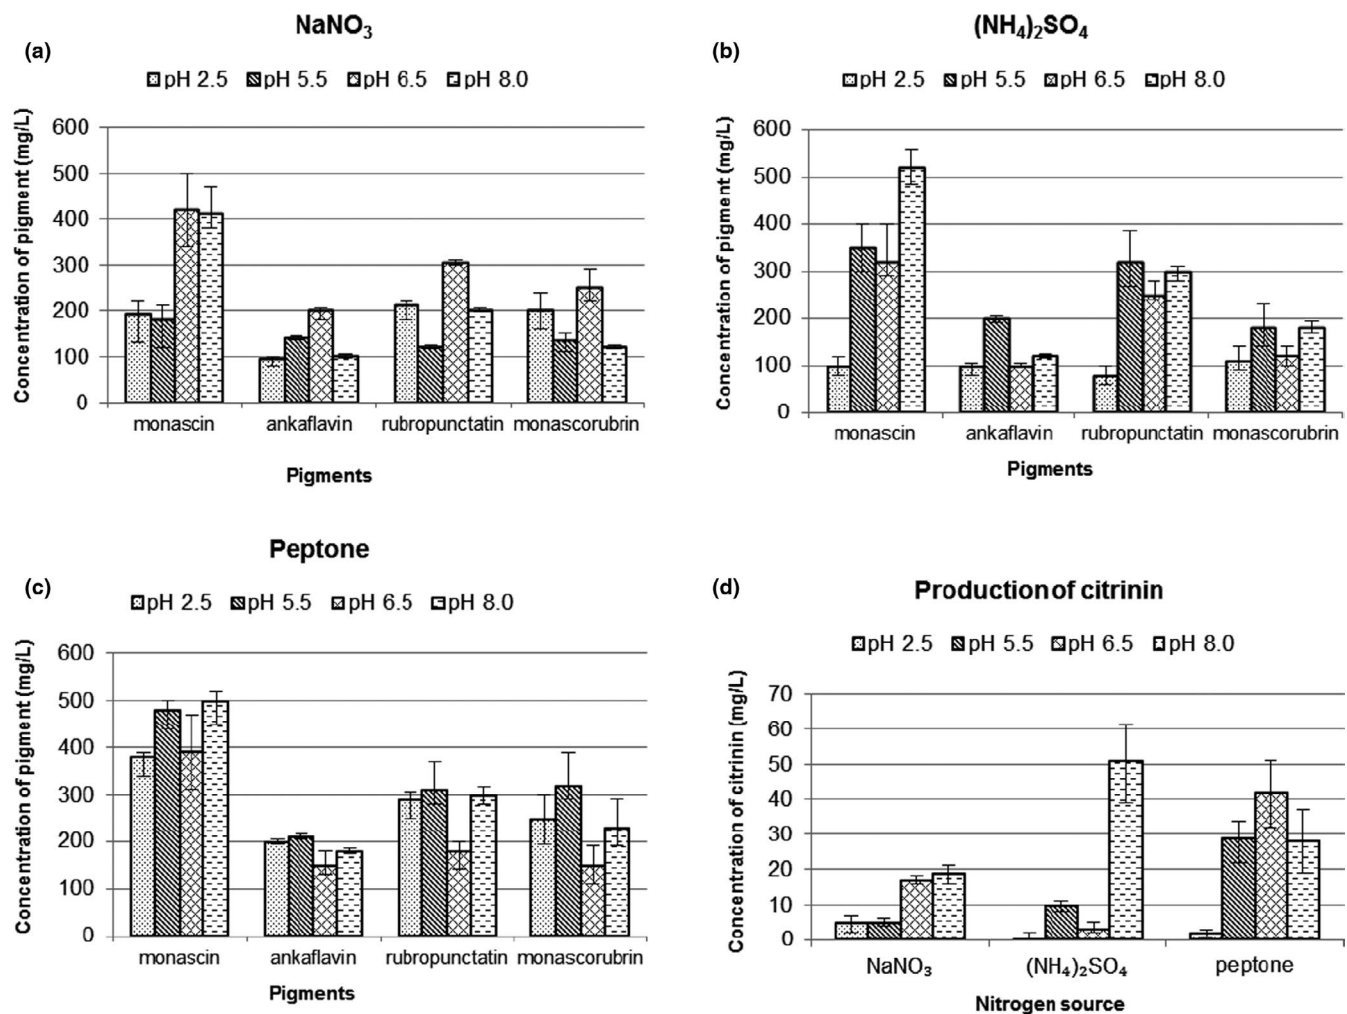 NaNO₃
(a)
pH 2.5 pH 5.5 pH 6.5 pH 8.0
Concentration of pigment (mg/L)
600
500
400
300
200
100
0
monascin ankaflavin rubropunctatin monascorubrin
Pigments
(NH₄)₂SO₄
(b)
pH 2.5 pH 5.5 pH 6.5 pH 8.0
Concentration of pigment (mg/L)
600
500
400
300
200
100
0
monascin ankaflavin rubropunctatin monascorubrin
Pigments
Peptone
(c)
pH 2.5 pH 5.5 pH 6.5 pH 8.0
Concentration of pigment (mg/L)
600
500
400
300
200
100
0
monascin ankaflavin rubropunctatin monascorubrin
Pigments
(d)
Production of citrinin
pH 2.5 pH 5.5 pH 6.5 pH 8.0
Concentration of citrinin (mg/L)
70
60
50
40
30
20
10
0
NaNO₃ (NH₄)₂SO₄ peptone
Nitrogen source